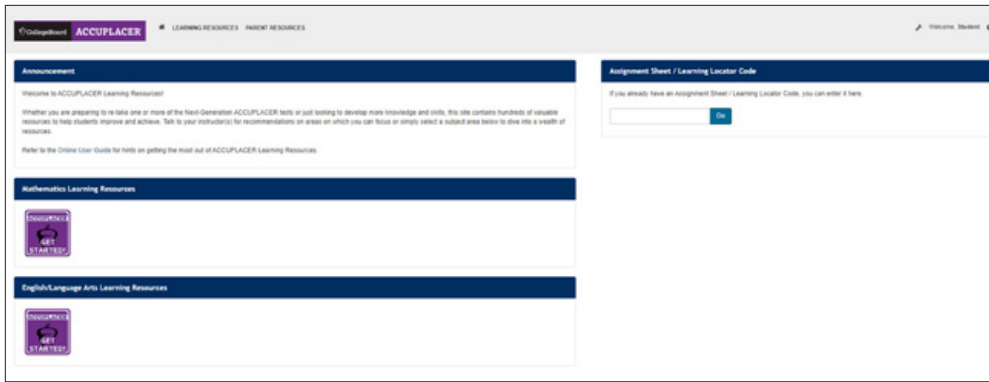 CollegeBoard ACCUPLACER LEARNING RESOURCES PARENT RESOURCES Welcome, Student
Announcement
Welcome to ACCUPLACER Learning Resources!
Whether you are preparing to re-take one or more of the Next-Generation ACCUPLACER tests or just looking to develop more knowledge and skills, this site contains hundreds of valuable
resources to help students improve and achieve. Talk to your instructor(s) for recommendations on areas on which you can focus or simply select a subject area below to dive into a wealth of
resources.
Refer to the Online User Guide for hints on getting the most out of ACCUPLACER Learning Resources.
Assignment Sheet / Learning Locator Code
If you already have an Assignment Sheet / Learning Locator Code, you can enter it here.
Go
Mathematics Learning Resources
ACCUPLACER
GET
STARTED!
English/Language Arts Learning Resources
ACCUPLACER
GET
STARTED!